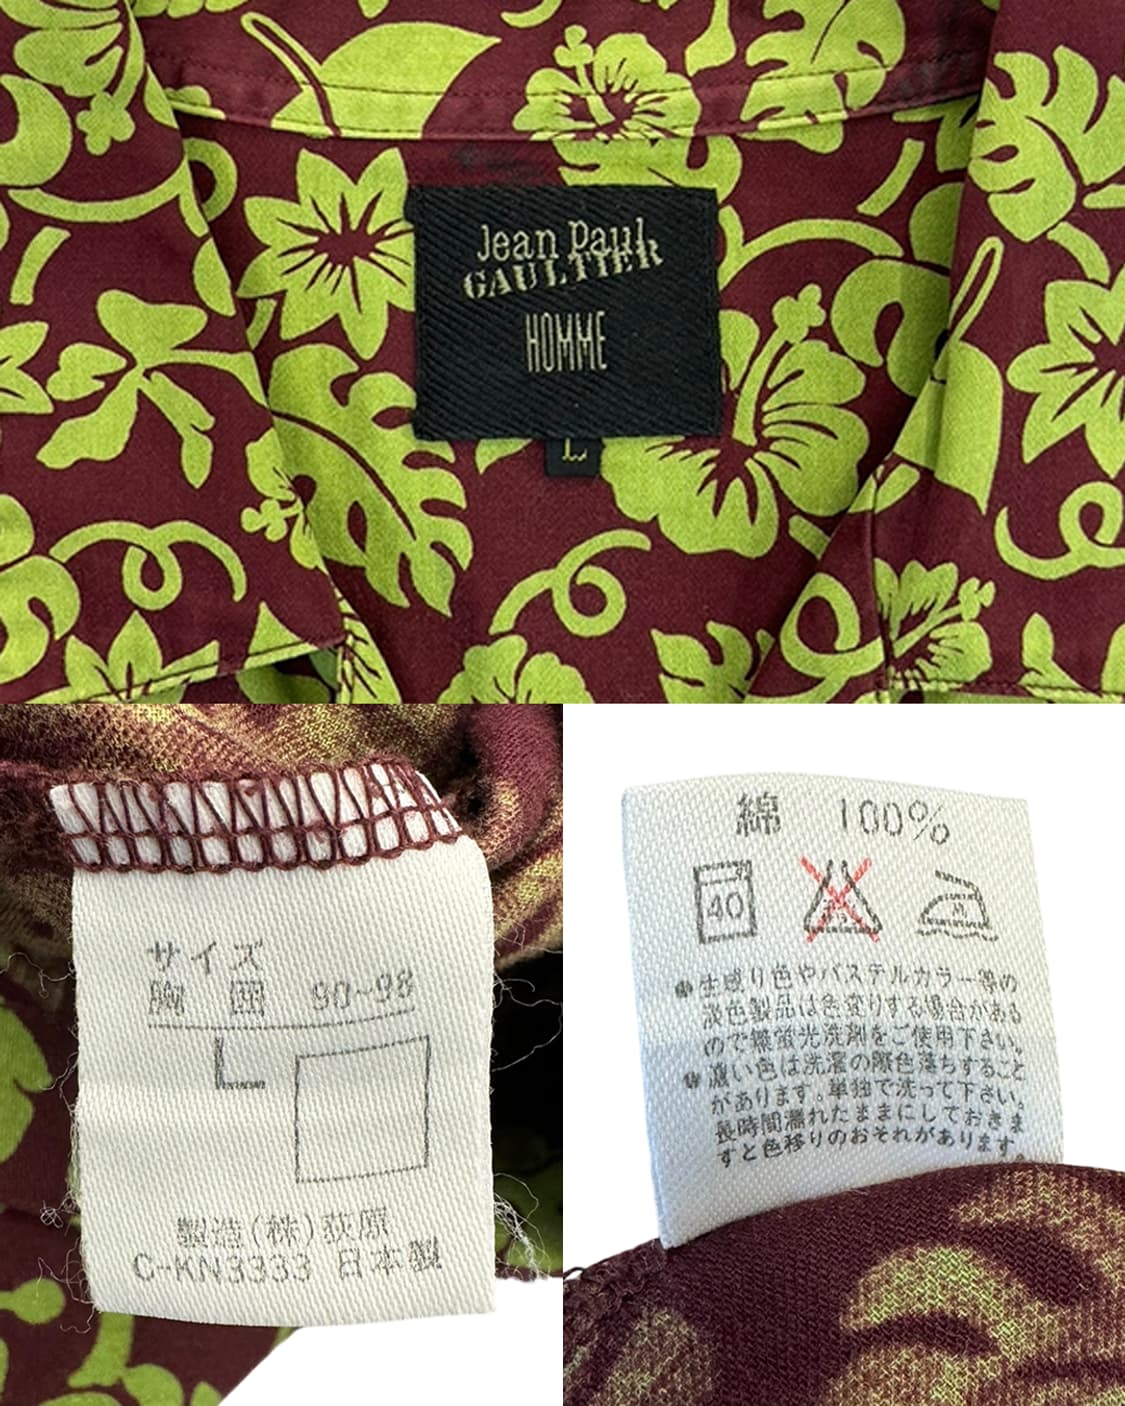 Jean Paul
GAULTIER
HOMME
L
サイズ
胸 囲 90-98
L
製造(株)荻原
C-KN3333 日本製
綿 100%
40
●生成り色やパステルカラー等の
淡色製品は色変りする場合がある
ので無蛍光洗剤をご使用下さい。
●濃い色は洗濯の際色落ちすること
があります。単独で洗って下さい。
長時間濡れたままにしておきま
すと色移りのおそれがあります。